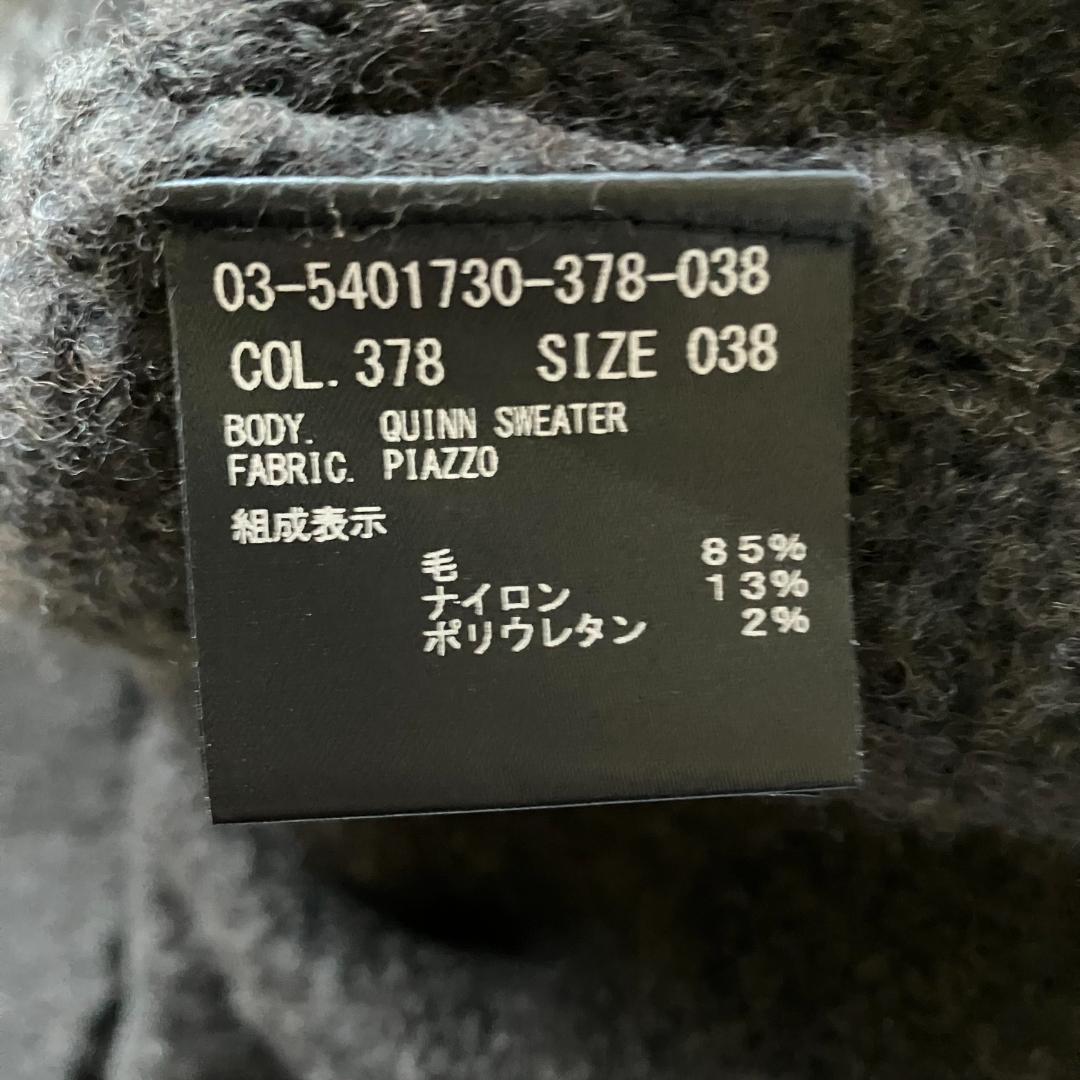 03-5401730-378-038
COL. 378 SIZE 038
BODY. QUINN SWEATER
FABRIC. PIAZZO
組成表示
毛 85%
ナイロン 13%
ポリウレタン 2%